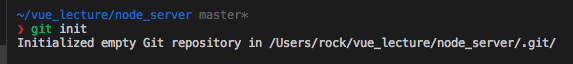 ~/vue_lecture/node_server master*
❯ git init
Initialized empty Git repository in /Users/rock/vue_lecture/node_server/.git/